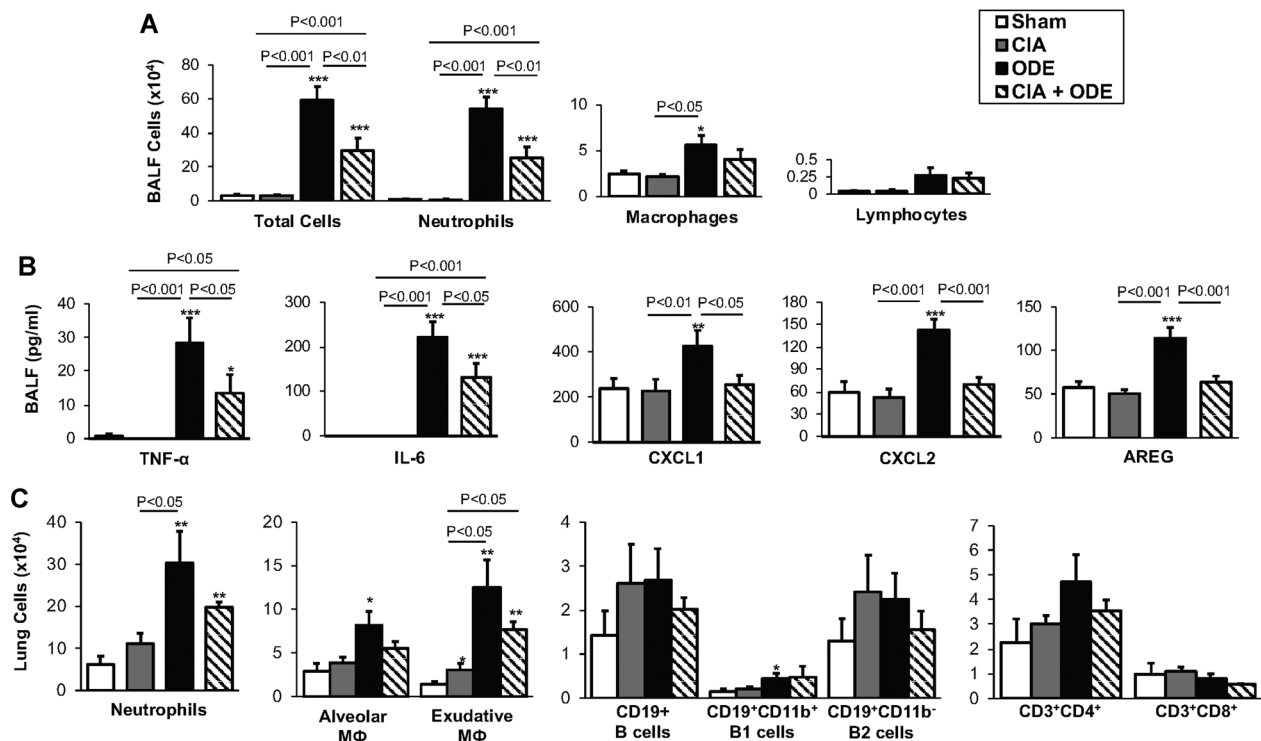 Sham
CIA
ODE
CIA + ODE
A
P<0.001
P<0.001 P<0.01
P<0.001
P<0.001 P<0.01
P<0.05
BALF Cells (x10⁴)
80
60
40
20
0
*** ***
*** ***
10
5
0
*
0.5
0.25
0
Total Cells
Neutrophils
Macrophages
Lymphocytes
B
P<0.05
P<0.001 P<0.05
P<0.001
P<0.001 P<0.05
P<0.01 P<0.05
P<0.001 P<0.001
P<0.001 P<0.001
BALF (pg/ml)
40
30
20
10
0
*** *
300
200
100
0
*** ***
600
400
200
0
**
180
150
120
90
60
30
0
***
150
100
50
0
***
TNF-α
IL-6
CXCL1
CXCL2
AREG
C
P<0.05
P<0.05
P<0.05
Lung Cells (x10⁴)
40
30
20
10
0
** **
20
15
10
5
0
*
* ** **
4
3
2
1
0
*
7
6
5
4
3
2
1
0
Neutrophils
Alveolar
MΦ
Exudative
MΦ
CD19+
B cells
CD19⁺CD11b⁺
B1 cells
CD19⁺CD11b⁻
B2 cells
CD3⁺CD4⁺
CD3⁺CD8⁺